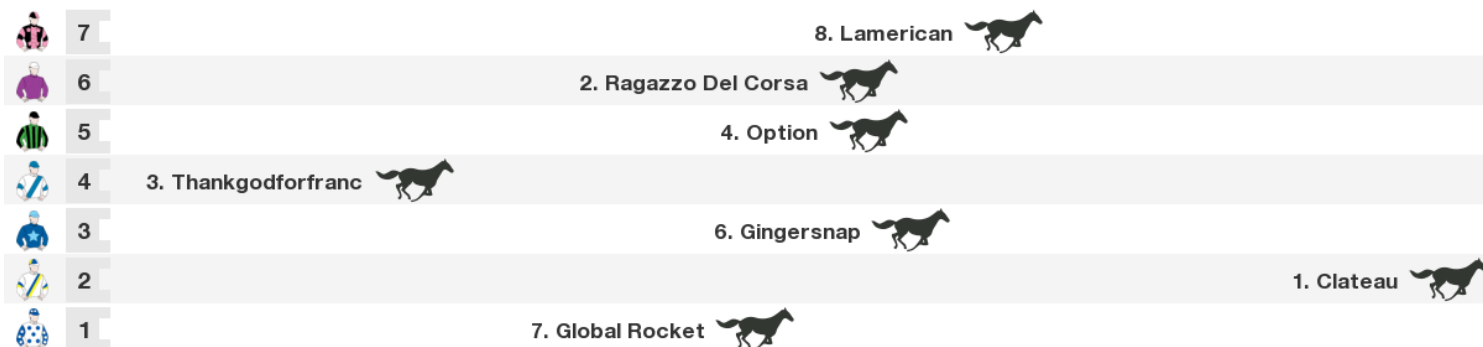 7 8. Lamerican
6 2. Ragazzo Del Corsa
5 4. Option
4 3. Thankgodforfranc
3 6. Gingersnap
2 1. Clateau
1 7. Global Rocket